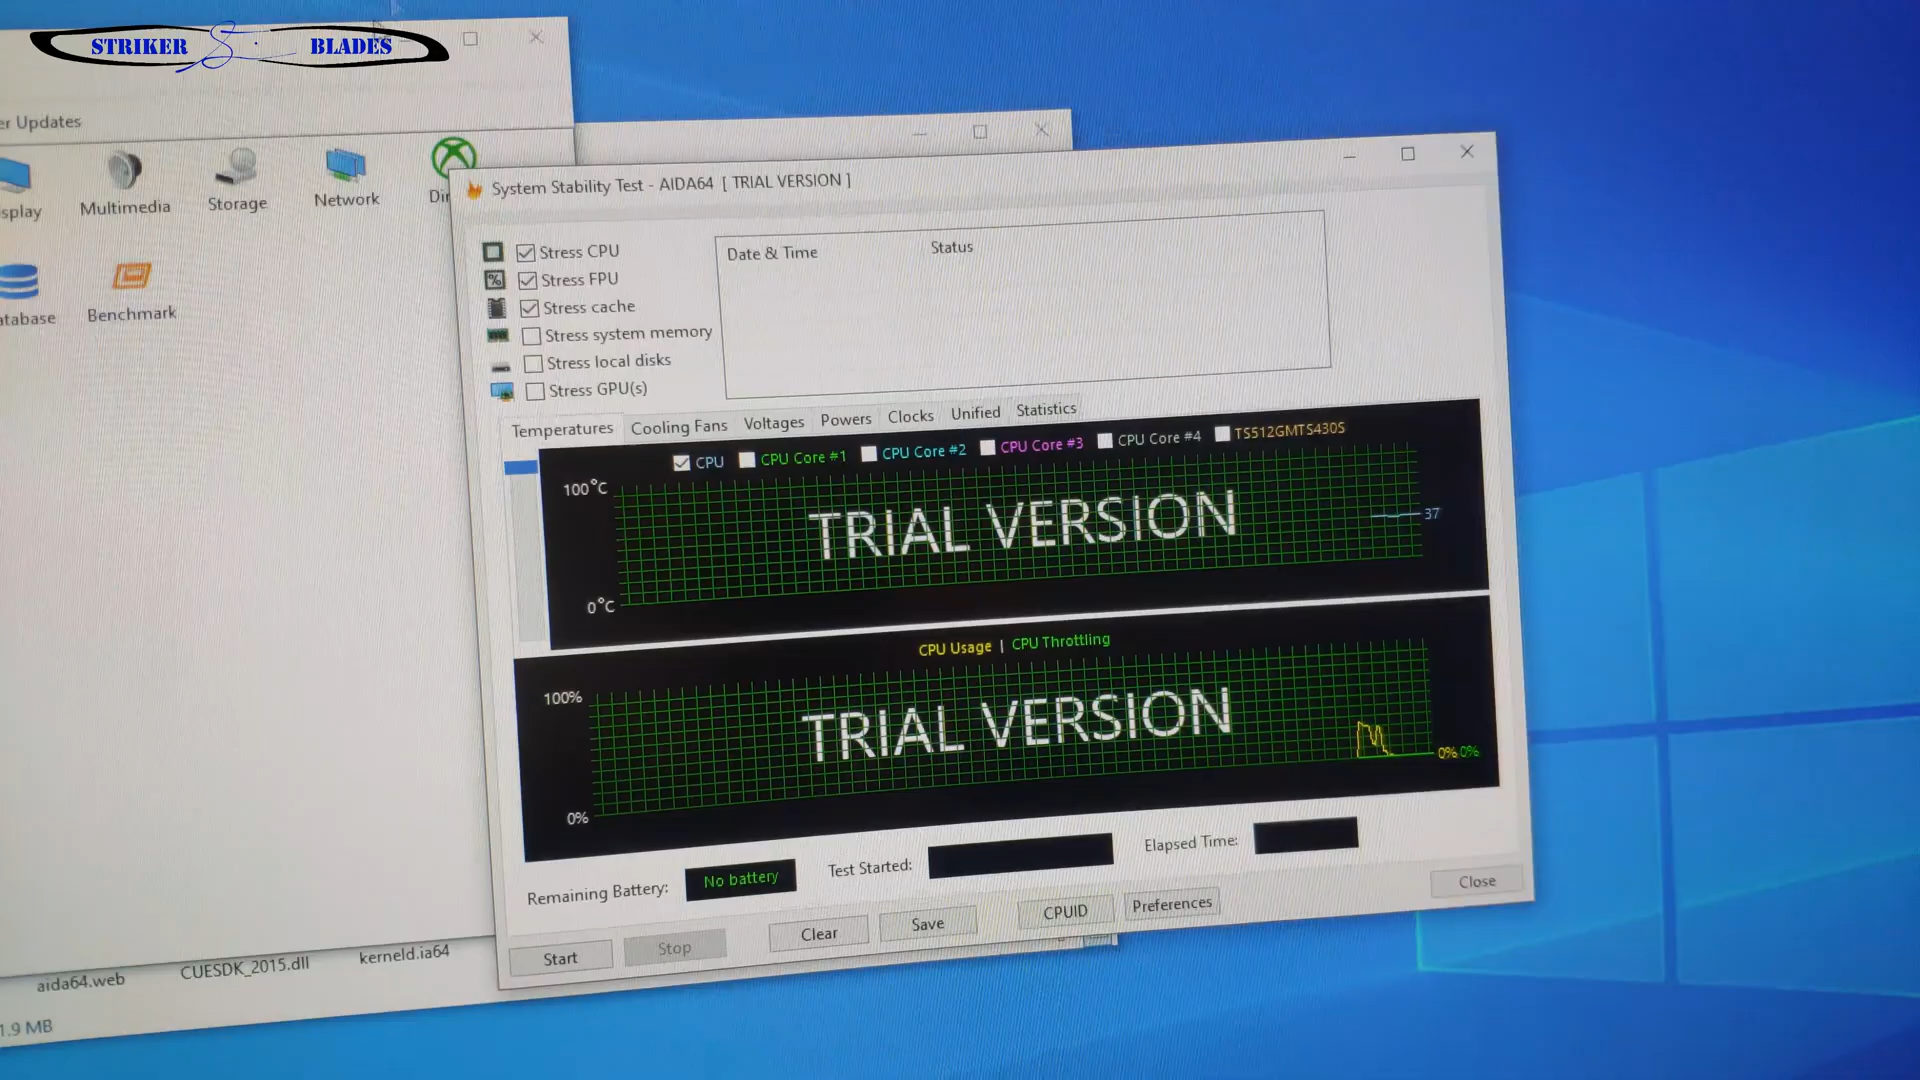 STRIKER S BLADES
er Updates
splay
Multimedia
Storage
Network
Dir
atabase
Benchmark
System Stability Test - AIDA64 [ TRIAL VERSION ]
Stress CPU
Stress FPU
Stress cache
Stress system memory
Stress local disks
Stress GPU(s)
Date & Time Status
Temperatures Cooling Fans Voltages Powers Clocks Unified Statistics
CPU CPU Core #1 CPU Core #2 CPU Core #3 CPU Core #4 TS512GMTS430S
100°C
TRIAL VERSION
37
0°C
CPU Usage | CPU Throttling
100%
TRIAL VERSION
0% 0%
0%
Remaining Battery: No battery Test Started: Elapsed Time:
Start Stop Clear Save CPUID Preferences Close
aida64.web CUESDK_2015.dll kerneld.ia64
1.9 MB